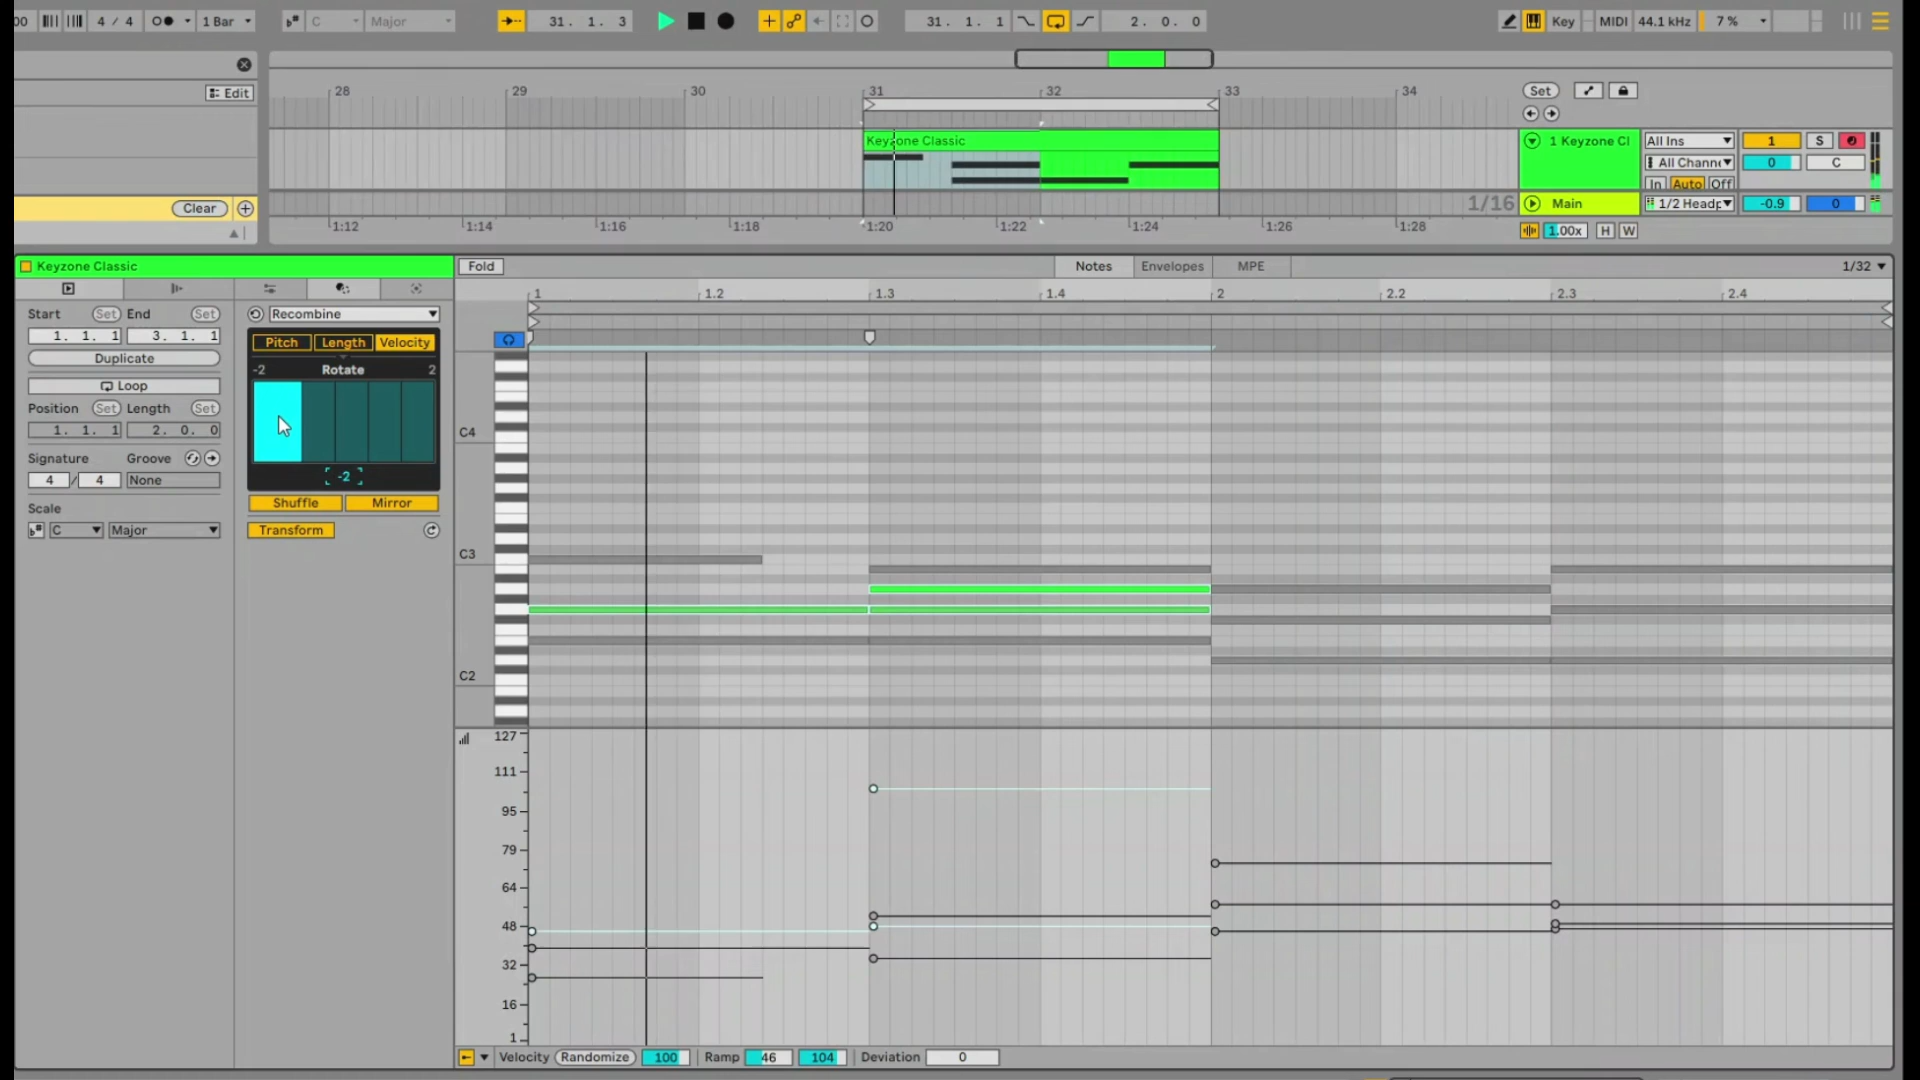 00 4 / 4 1 Bar C Major 31. 1. 3 31. 1. 1 2. 0. 0 Key MIDI 44.1 kHz 7 %
Edit
28 29 30 31 32 33 34 Set
Keyzone Classic
1 Keyzone Cl All Ins 1 S
All Channe 0 C
In Auto Off
Clear
1/16 Main 1/2 Headp -0.9 0
1:12 1:14 1:16 1:18 1:20 1:22 1:24 1:26 1:28 1.00x H W
Keyzone Classic
Fold Notes Envelopes MPE 1/32
1 1.2 1.3 1.4 2 2.2 2.3 2.4
Start Set End Set
1. 1. 1 3. 1. 1
Duplicate
Loop
Position Set Length Set
1. 1. 1 2. 0. 0
Signature Groove
4 / 4 None
Scale
C Major
Recombine
Pitch Length Velocity
-2 Rotate 2
-2
Shuffle Mirror
Transform
C4
C3
C2
127
111
95
79
64
48
32
16
1
Velocity Randomize 100 Ramp 46 104 Deviation 0